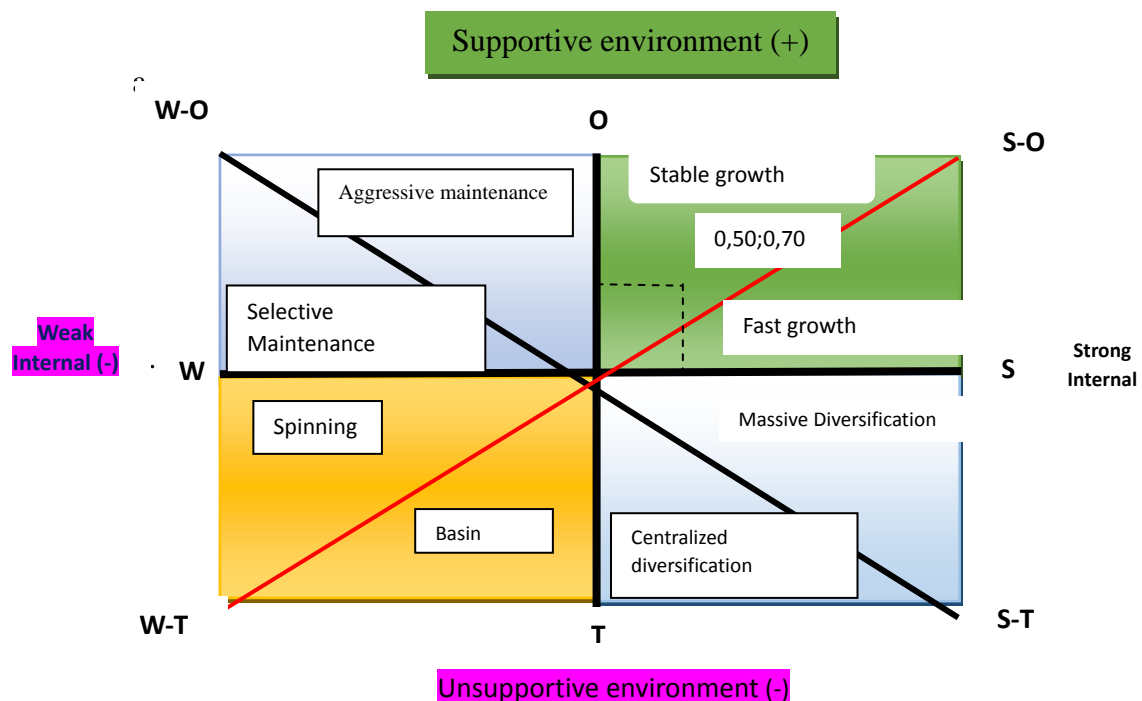 Supportive environment (+)
W-O
O
S-O
Stable growth
Aggressive maintenance
0,50;0,70
Selective
Maintenance
Fast growth
Weak
Internal (-)
.
W
S
Strong
Internal
Spinning
Massive Diversification
Basin
Centralized
diversification
W-T
T
S-T
Unsupportive environment (-)